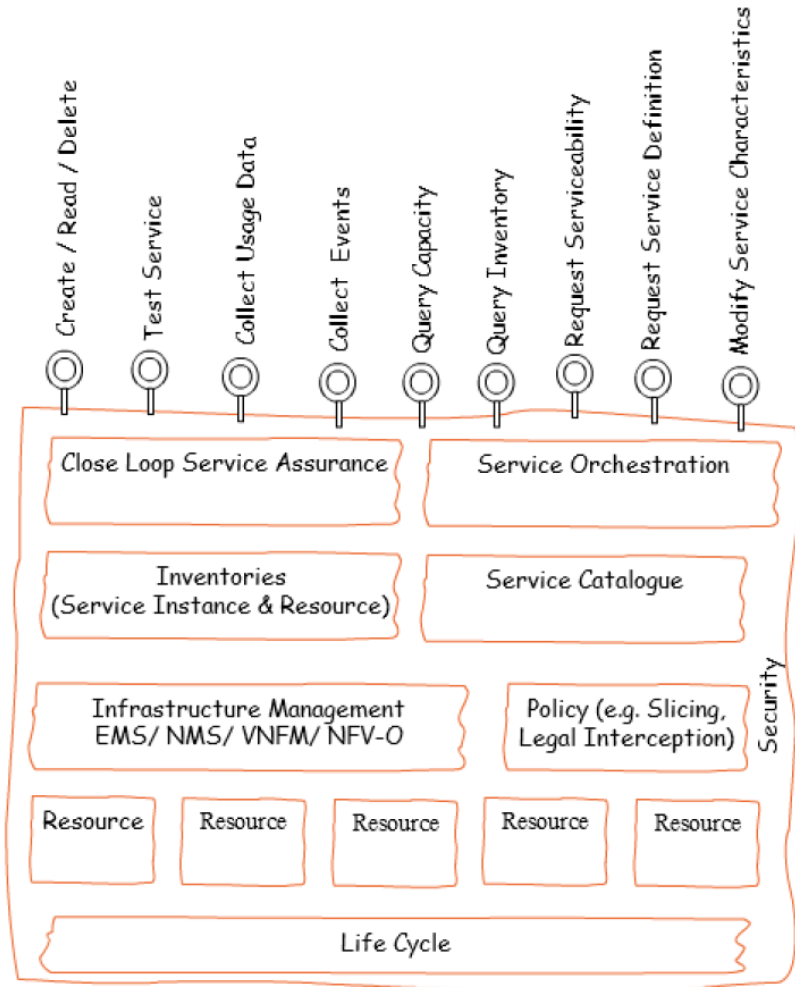 Create / Read / Delete
Test Service
Collect Usage Data
Collect Events
Query Capacity
Query Inventory
Request Serviceability
Request Service Definition
Modify Service Characteristics
Close Loop Service Assurance
Service Orchestration
Inventories
(Service Instance & Resource)
Service Catalogue
Infrastructure Management
EMS/ NMS/ VNFM/ NFV-O
Policy (e.g. Slicing,
Legal Interception)
Security
Resource
Resource
Resource
Resource
Resource
Life Cycle